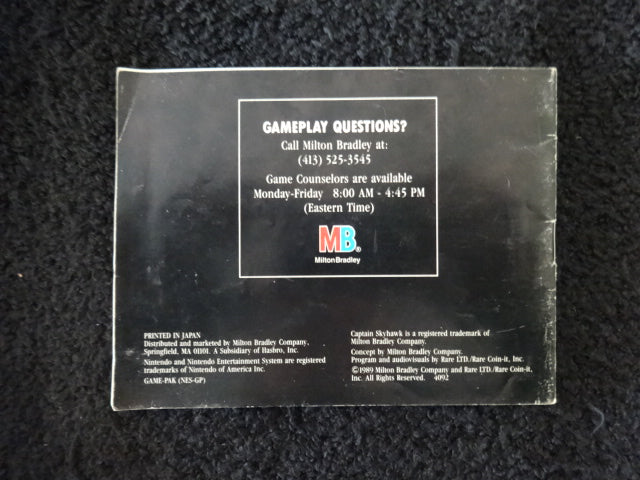 GAMEPLAY QUESTIONS?
Call Milton Bradley at:
(413) 525-3545
Game Counselors are available
Monday-Friday 8:00 AM - 4:45 PM
(Eastern Time)
MB®
MiltonBradley
PRINTED IN JAPAN
Distributed and marketed by Milton Bradley Company,
Springfield, MA 01101. A Subsidiary of Hasbro, Inc.
Nintendo and Nintendo Entertainment System are registered
trademarks of Nintendo of America Inc.
GAME-PAK (NES-GP)
Captain Skyhawk is a registered trademark of
Milton Bradley Company.
Concept by Milton Bradley Company.
Program and audiovisuals by Rare LTD./Rare Coin-it, Inc.
©1989 Milton Bradley Company and Rare LTD./Rare Coin-it,
Inc. All Rights Reserved. 4092